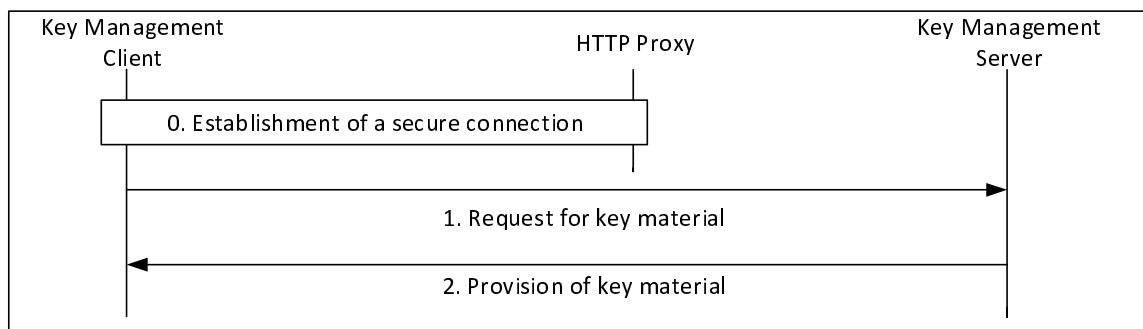 Key Management
Client
HTTP Proxy
Key Management
Server
0. Establishment of a secure connection
1. Request for key material
2. Provision of key material